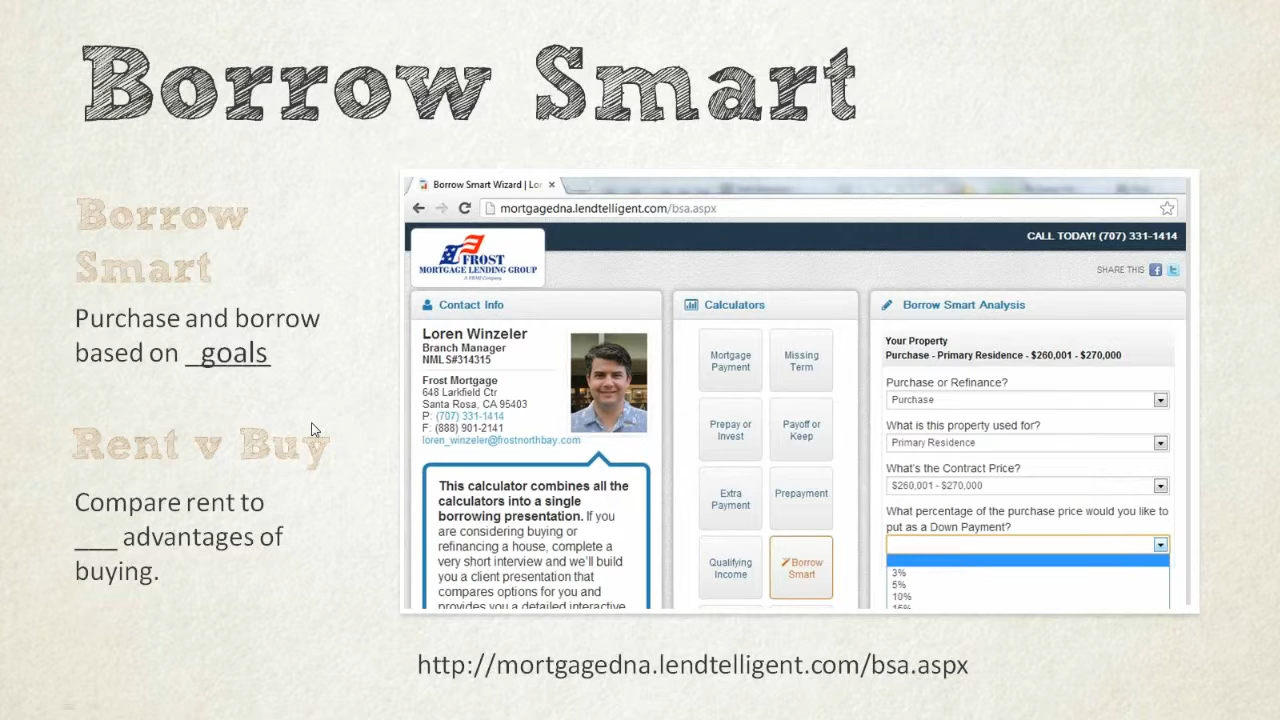 Borrow Smart
Borrow
Smart
Purchase and borrow
based on _goals_
Rent v Buy
Compare rent to
___ advantages of
buying.
Borrow Smart Wizard | Lor
mortgagedna.lendtelligent.com/bsa.aspx
CALL TODAY! (707) 331-1414
FROST
MORTGAGE LENDING GROUP
SHARE THIS
Contact Info
Loren Winzeler
Branch Manager
NMLS#314315
Frost Mortgage
648 Larkfield Ctr
Santa Rosa, CA 95403
P: (707) 331-1414
F: (888) 901-2141
loren_winzeler@frostnorthbay.com
This calculator combines all the
calculators into a single
borrowing presentation. If you
are considering buying or
refinancing a house, complete a
very short interview and we'll build
you a client presentation that
compares options for you and
provides you a detailed interactive
Calculators
Mortgage
Payment
Missing
Term
Prepay or
Invest
Payoff or
Keep
Extra
Payment
Prepayment
Qualifying
Income
Borrow
Smart
Borrow Smart Analysis
Your Property
Purchase - Primary Residence - $260,001 - $270,000
Purchase or Refinance?
Purchase
What is this property used for?
Primary Residence
What's the Contract Price?
$260,001 - $270,000
What percentage of the purchase price would you like to
put as a Down Payment?
3%
5%
10%
15%
http://mortgagedna.lendtelligent.com/bsa.aspx